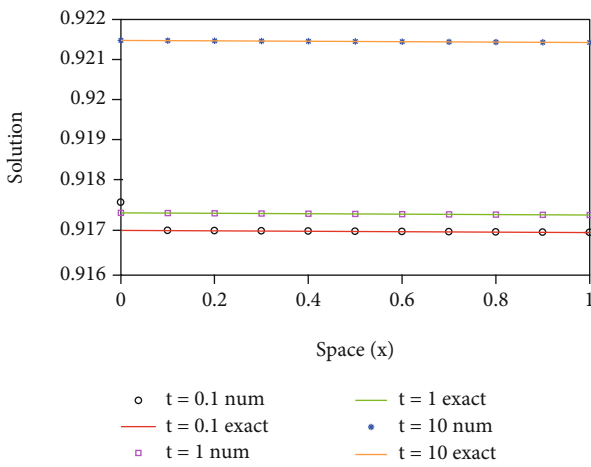 0.922
0.921
0.92
0.919
0.918
0.917
0.916
Solution
0 0.2 0.4 0.6 0.8 1
Space (x)
t = 0.1 num
t = 0.1 exact
t = 1 num
t = 1 exact
t = 10 num
t = 10 exact